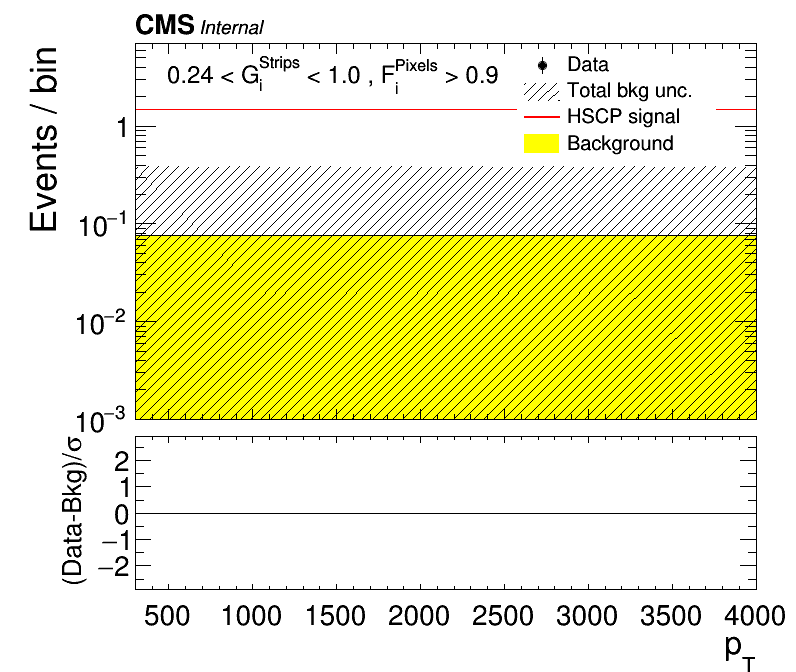 CMS Internal
0.24 < G_i^Strips < 1.0 , F_i^Pixels > 0.9
Data
Total bkg unc.
HSCP signal
Background
Events / bin
1
10^−1
10^−2
10^−3
(Data-Bkg)/σ
2
1
0
−1
−2
500 1000 1500 2000 2500 3000 3500 4000
p_T